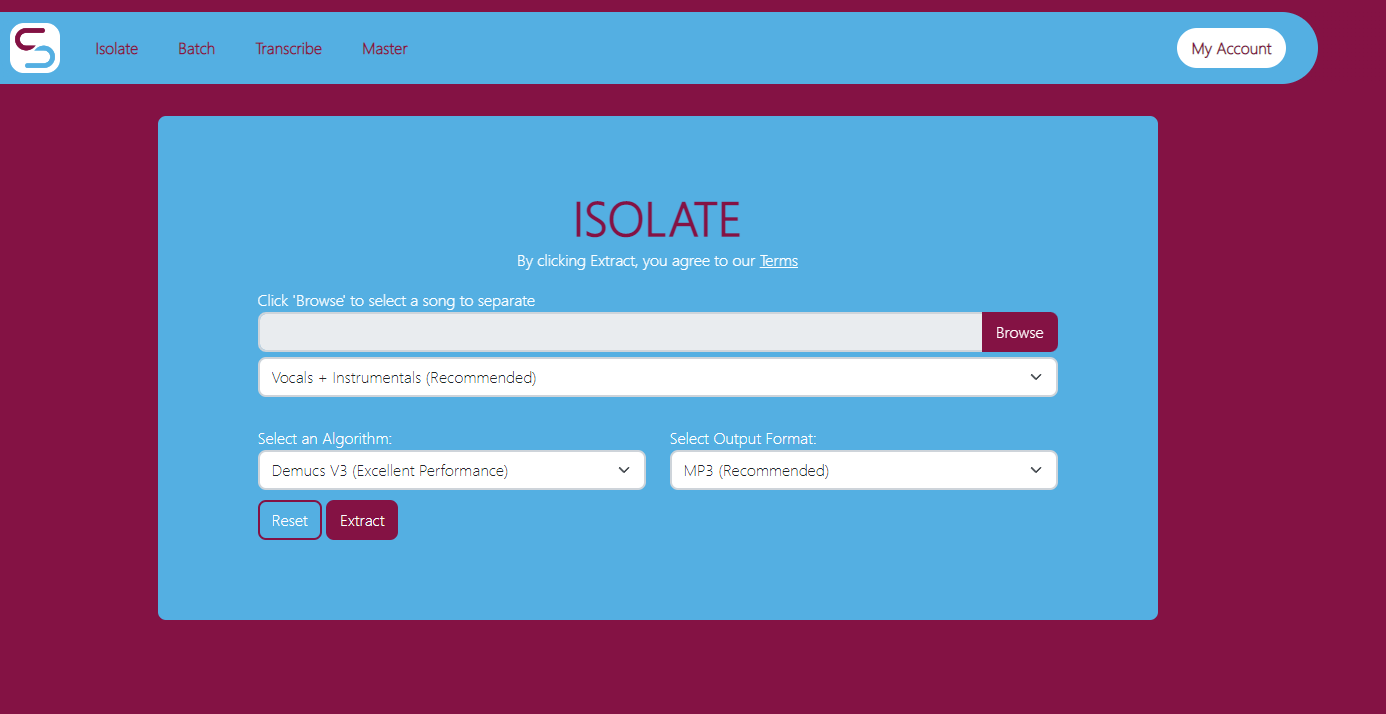 Isolate Batch Transcribe Master My Account
ISOLATE
By clicking Extract, you agree to our Terms
Click 'Browse' to select a song to separate
Browse
Vocals + Instrumentals (Recommended)
Select an Algorithm: Select Output Format:
Demucs V3 (Excellent Performance) MP3 (Recommended)
Reset Extract